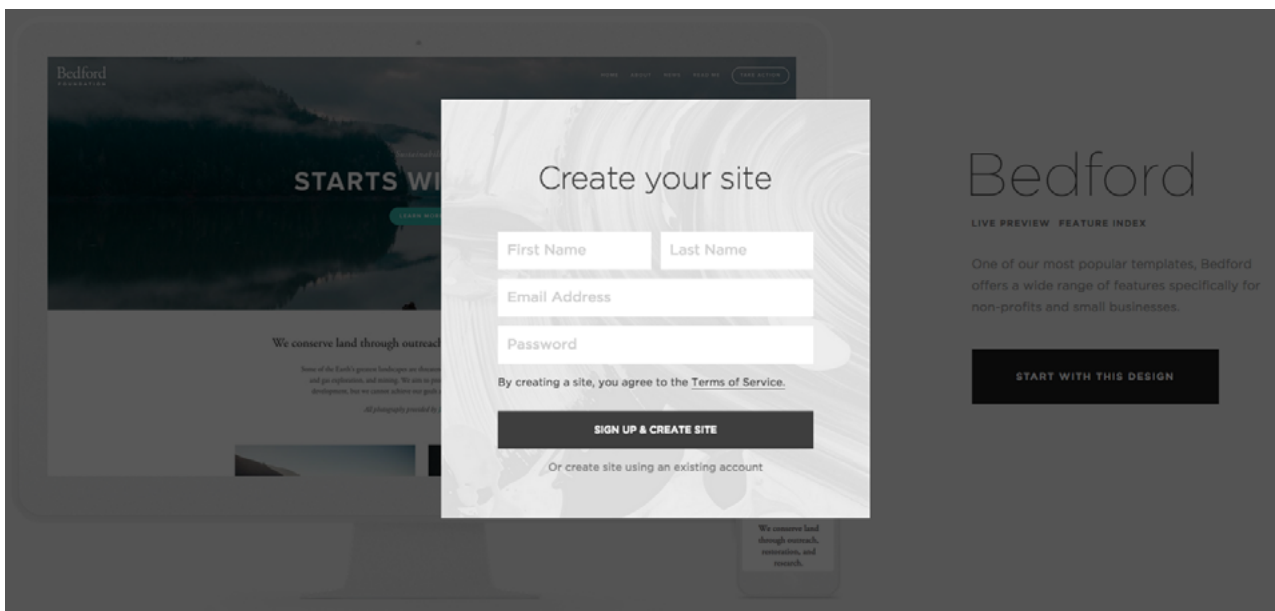 Bedford
FOUNDATION
HOME ABOUT NEWS READ ME TAKE ACTION
STARTS WI
LEARN MORE
We conserve land through outreach
Create your site
First Name Last Name
Email Address
Password
By creating a site, you agree to the Terms of Service.
SIGN UP & CREATE SITE
Or create site using an existing account
Bedford
LIVE PREVIEW FEATURE INDEX
One of our most popular templates, Bedford
offers a wide range of features specifically for
non-profits and small businesses.
START WITH THIS DESIGN
We conserve land
through outreach,
restoration, and
research.